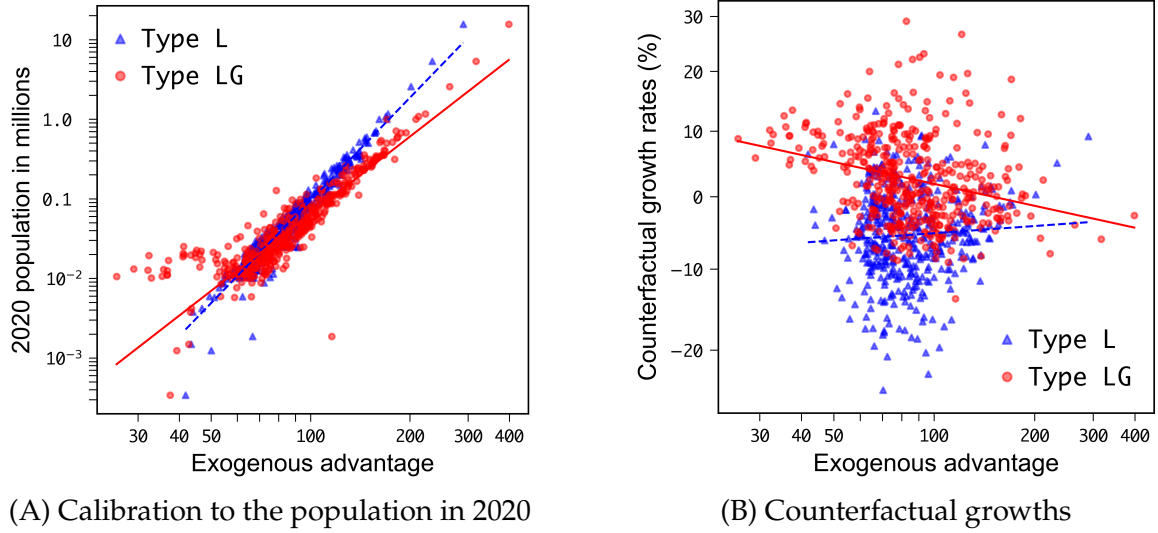 2020 population in millions
10
1.0
0.1
10⁻²
10⁻³
Type L
Type LG
30 40 50 100 200 300 400
Exogenous advantage
(A) Calibration to the population in 2020
Counterfactual growth rates (%)
30
20
10
0
−10
−20
Type L
Type LG
30 40 50 100 200 300 400
Exogenous advantage
(B) Counterfactual growths